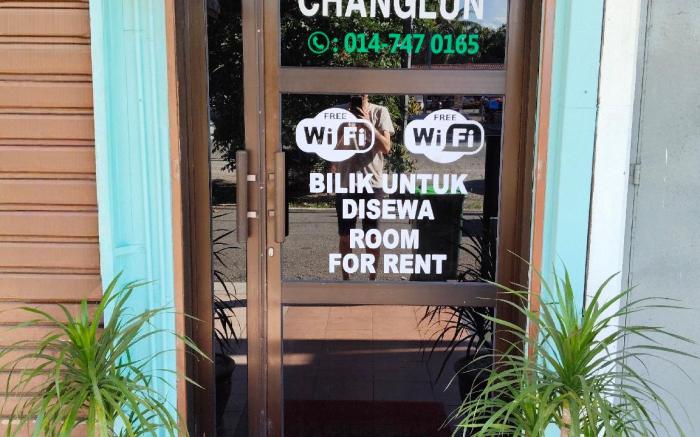 CHANGLUN
: 014-747 0165
FREE
WiFi
FREE
WiFi
BILIK UNTUK
DISEWA
ROOM
FOR RENT